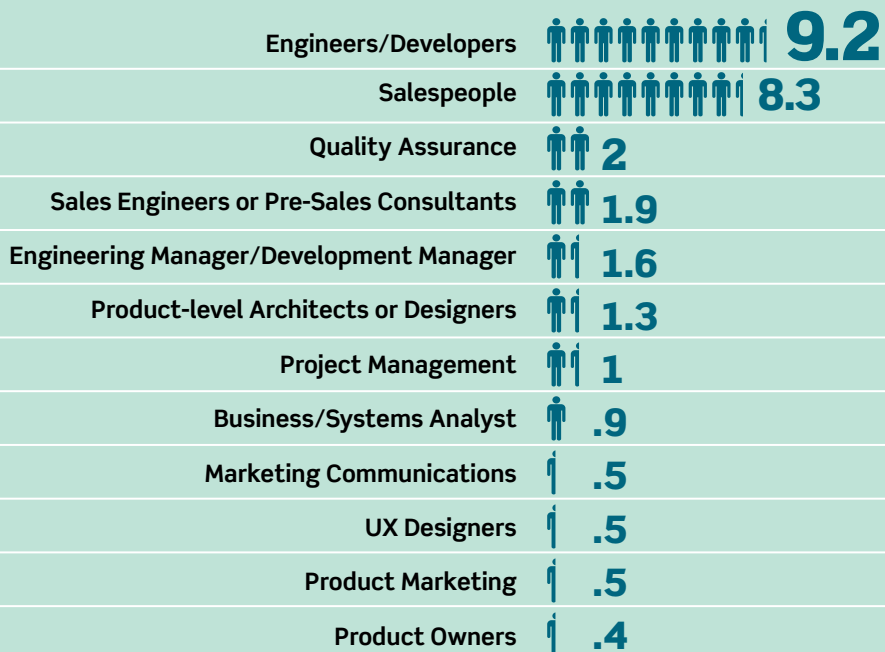 Engineers/Developers 9.2
Salespeople 8.3
Quality Assurance 2
Sales Engineers or Pre-Sales Consultants 1.9
Engineering Manager/Development Manager 1.6
Product-level Architects or Designers 1.3
Project Management 1
Business/Systems Analyst .9
Marketing Communications .5
UX Designers .5
Product Marketing .5
Product Owners .4